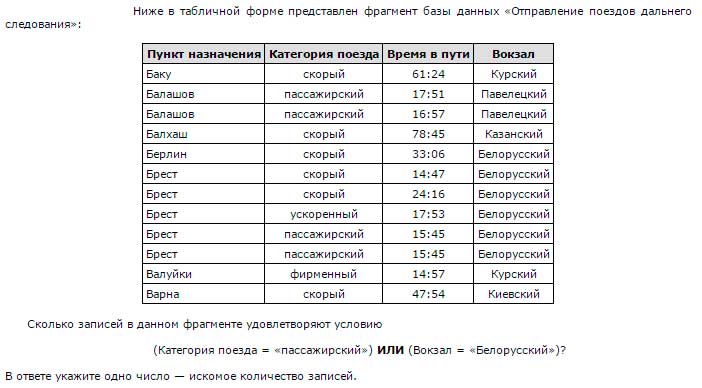 Ниже в табличной форме представлен фрагмент базы данных «Отправление поездов дальнего
следования»:
Пункт назначения Категория поезда Время в пути Вокзал
Баку скорый 61:24 Курский
Балашов пассажирский 17:51 Павелецкий
Балашов пассажирский 16:57 Павелецкий
Балхаш скорый 78:45 Казанский
Берлин скорый 33:06 Белорусский
Брест скорый 14:47 Белорусский
Брест скорый 24:16 Белорусский
Брест ускоренный 17:53 Белорусский
Брест пассажирский 15:45 Белорусский
Брест пассажирский 15:45 Белорусский
Валуйки фирменный 14:57 Курский
Варна скорый 47:54 Киевский
Сколько записей в данном фрагменте удовлетворяют условию
(Категория поезда = «пассажирский») ИЛИ (Вокзал = «Белорусский»)?
В ответе укажите одно число — искомое количество записей.